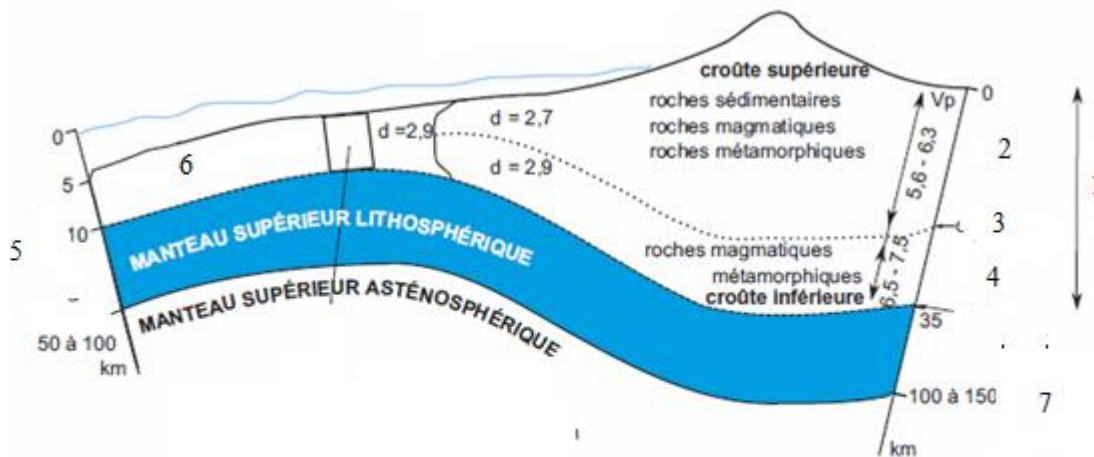 croûte supérieure
roches sédimentaires
roches magmatiques
roches métamorphiques
Vp
0
0
5
10
5
6
50 à 100
km
d =2,9
d = 2,7
d = 2,9
5,6 - 6,3
2
3
roches magmatiques
métamorphiques
croûte inférieure
6,5 - 7,5
4
35
MANTEAU SUPÉRIEUR LITHOSPHÉRIQUE
MANTEAU SUPÉRIEUR ASTÉNOSPHÉRIQUE
100 à 150
7
km